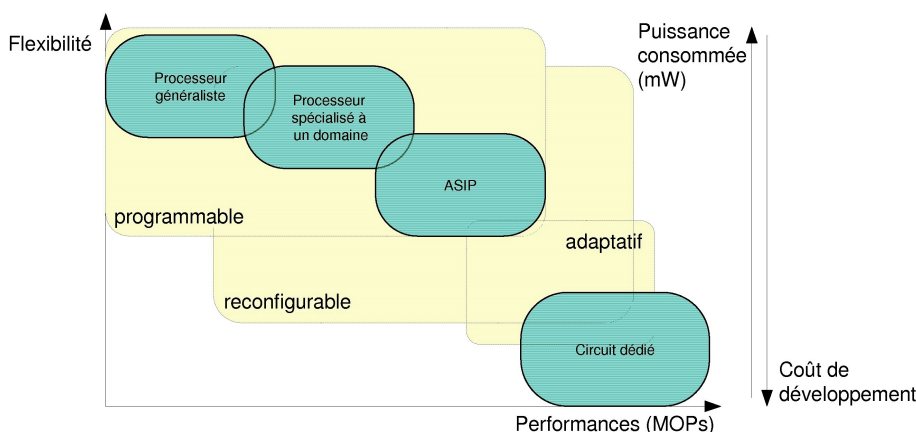 Flexibilité
Processeur
généraliste
Processeur
spécialisé à
un domaine
ASIP
programmable
reconfigurable
adaptatif
Circuit dédié
Performances (MOPs)
Puissance
consommée
(mW)
Coût de
développement